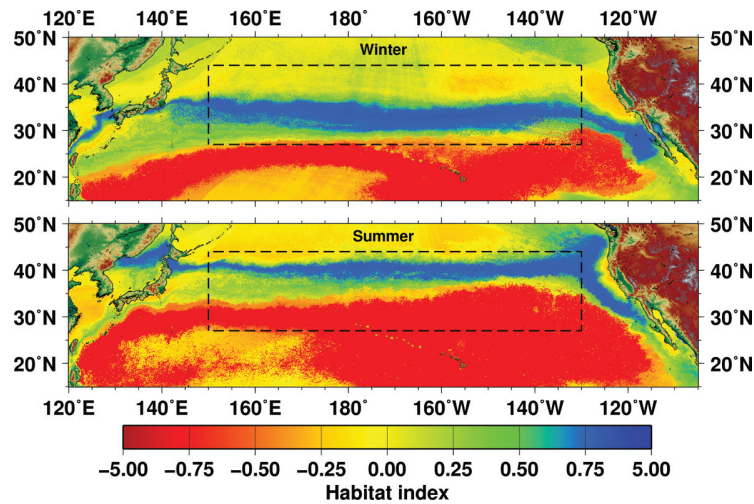 120˚E 140˚E 160˚E 180˚ 160˚W 140˚W 120˚W
50˚N 50˚N
Winter
40˚N 40˚N
30˚N 30˚N
20˚N 20˚N
50˚N 50˚N
Summer
40˚N 40˚N
30˚N 30˚N
20˚N 20˚N
120˚E 140˚E 160˚E 180˚ 160˚W 140˚W 120˚W
−5.00 −0.75 −0.50 −0.25 0.00 0.25 0.50 0.75 5.00
Habitat index